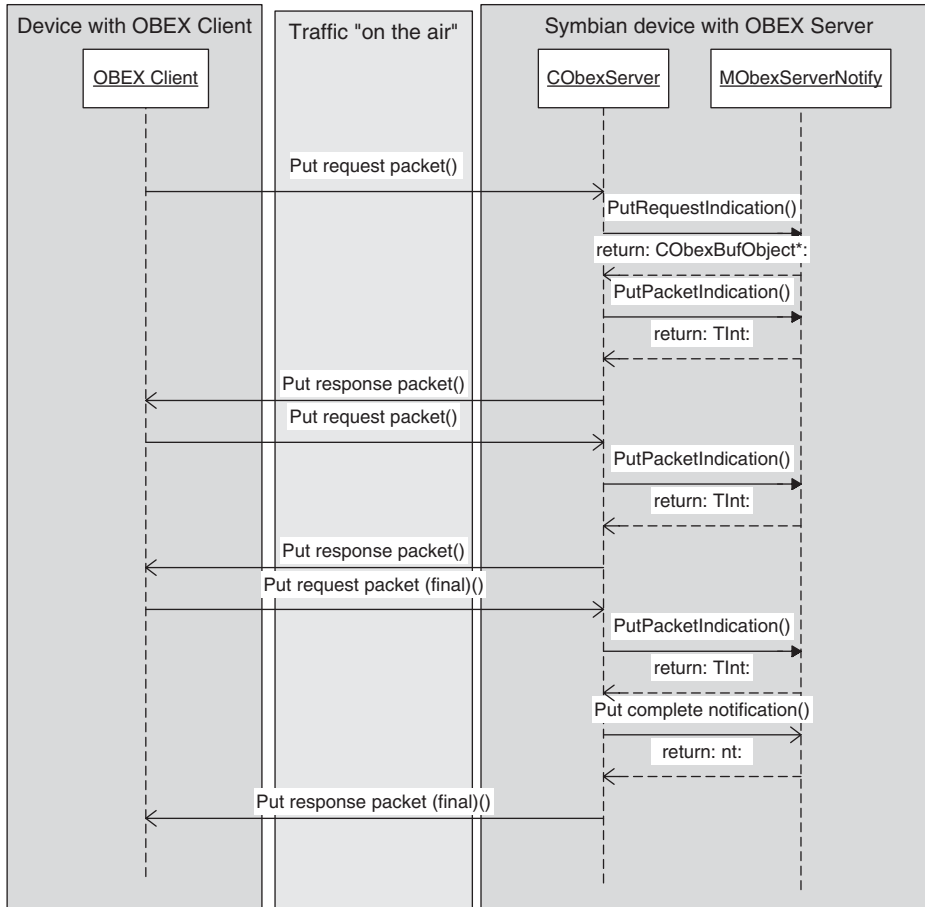 Device with OBEX Client
Traffic "on the air"
Symbian device with OBEX Server
OBEX Client
CObexServer
MObexServerNotify
Put request packet()
PutRequestIndication()
return: CObexBufObject*:
PutPacketIndication()
return: TInt:
Put response packet()
Put request packet()
PutPacketIndication()
return: TInt:
Put response packet()
Put request packet (final)()
PutPacketIndication()
return: TInt:
Put complete notification()
return: nt:
Put response packet (final)()